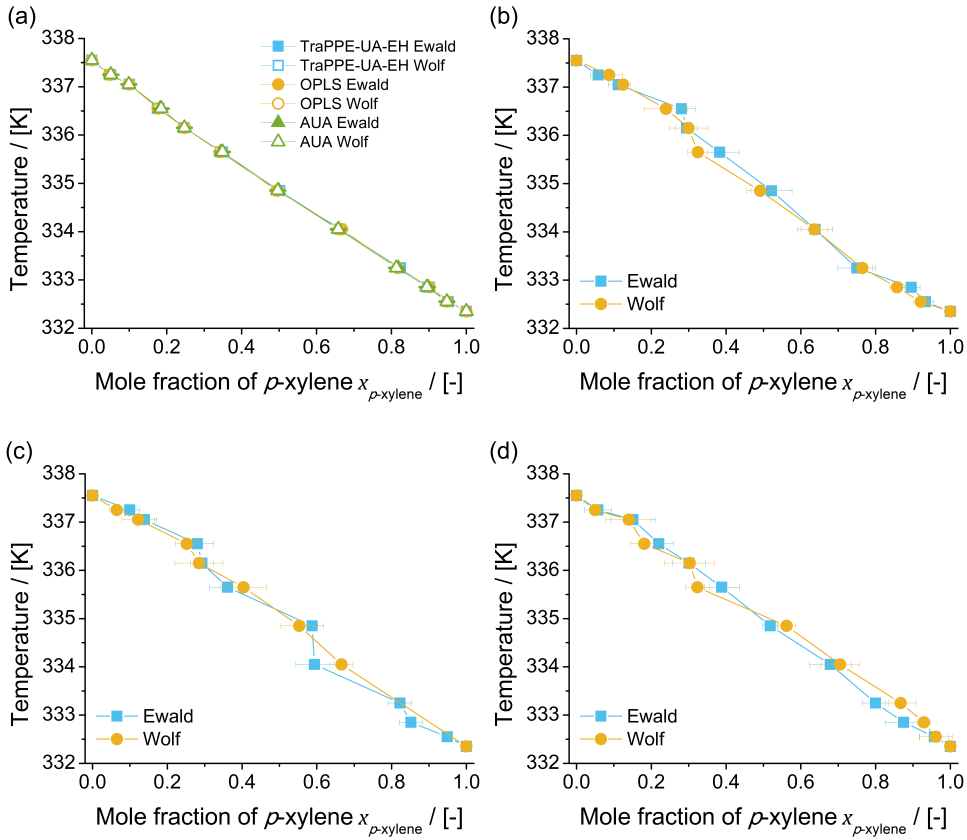 (a)
338
337
336
335
334
333
332
Temperature / [K]
TraPPE-UA-EH Ewald
TraPPE-UA-EH Wolf
OPLS Ewald
OPLS Wolf
AUA Ewald
AUA Wolf
0.0 0.2 0.4 0.6 0.8 1.0
Mole fraction of p-xylene xp-xylene / [-]
(b)
338
337
336
335
334
333
332
Temperature / [K]
Ewald
Wolf
0.0 0.2 0.4 0.6 0.8 1.0
Mole fraction of p-xylene xp-xylene / [-]
(c)
338
337
336
335
334
333
332
Temperature / [K]
Ewald
Wolf
0.0 0.2 0.4 0.6 0.8 1.0
Mole fraction of p-xylene xp-xylene / [-]
(d)
338
337
336
335
334
333
332
Temperature / [K]
Ewald
Wolf
0.0 0.2 0.4 0.6 0.8 1.0
Mole fraction of p-xylene xp-xylene / [-]